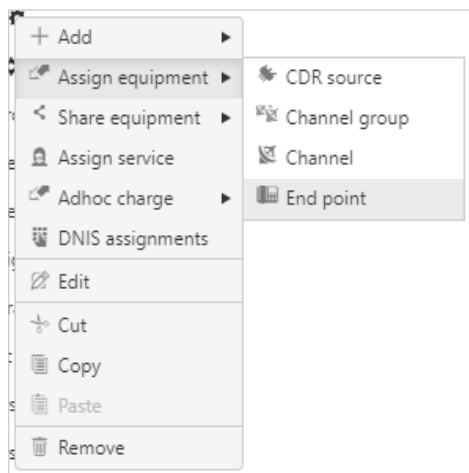 Add
Assign equipment
Share equipment
Assign service
Adhoc charge
DNIS assignments
Edit
Cut
Copy
Paste
Remove
CDR source
Channel group
Channel
End point